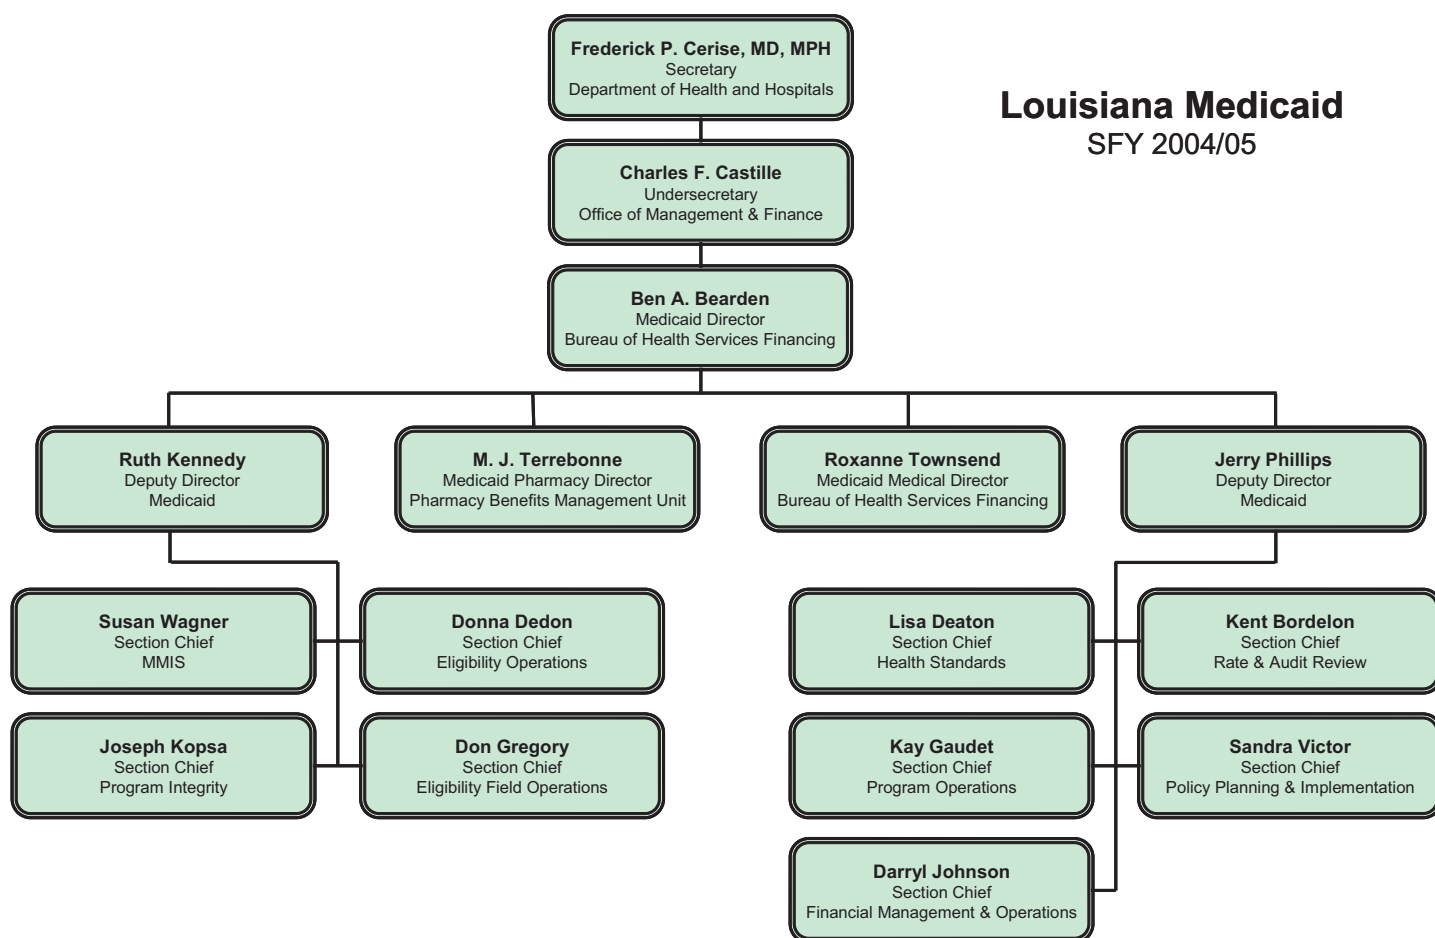 Frederick P. Cerise, MD, MPH
Secretary
Department of Health and Hospitals
Louisiana Medicaid
SFY 2004/05
Charles F. Castille
Undersecretary
Office of Management & Finance
Ben A. Bearden
Medicaid Director
Bureau of Health Services Financing
Ruth Kennedy
Deputy Director
Medicaid
M. J. Terrebonne
Medicaid Pharmacy Director
Pharmacy Benefits Management Unit
Roxanne Townsend
Medicaid Medical Director
Bureau of Health Services Financing
Jerry Phillips
Deputy Director
Medicaid
Susan Wagner
Section Chief
MMIS
Donna Dedon
Section Chief
Eligibility Operations
Lisa Deaton
Section Chief
Health Standards
Kent Bordelon
Section Chief
Rate & Audit Review
Joseph Kopsa
Section Chief
Program Integrity
Don Gregory
Section Chief
Eligibility Field Operations
Kay Gaudet
Section Chief
Program Operations
Sandra Victor
Section Chief
Policy Planning & Implementation
Darryl Johnson
Section Chief
Financial Management & Operations